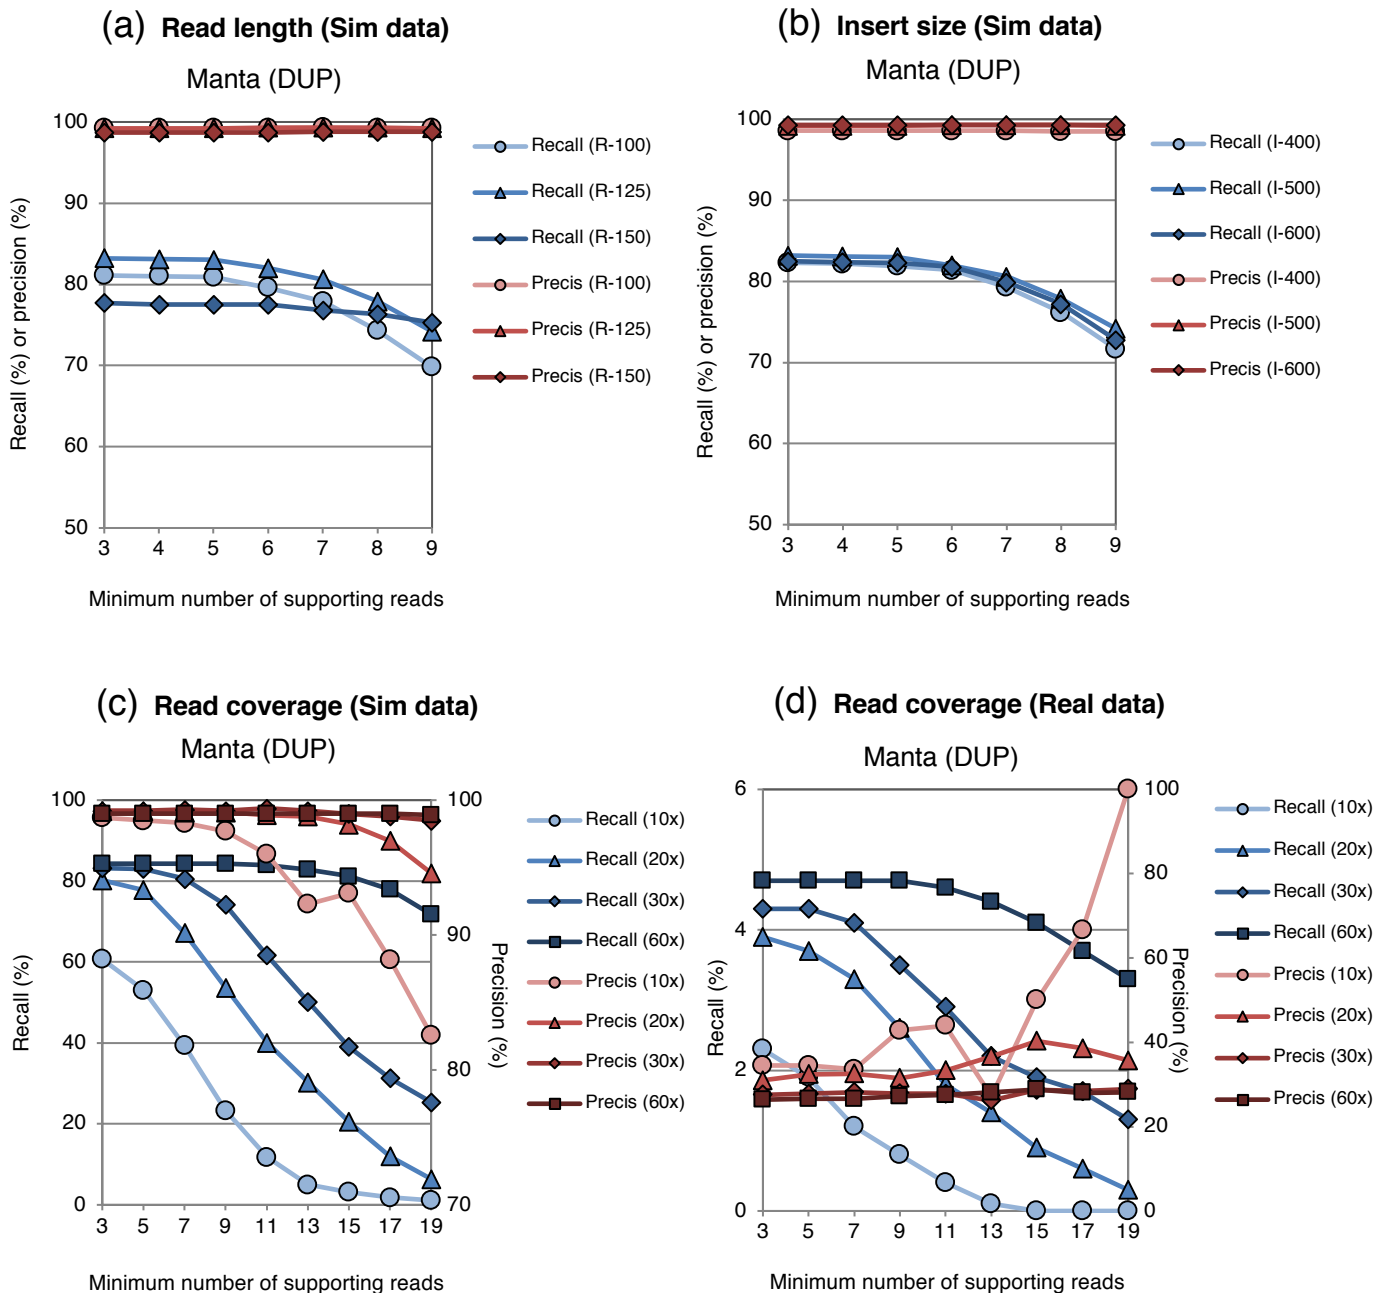 (a) Read length (Sim data)
Manta (DUP)
100
90
80
70
60
50
3 4 5 6 7 8 9
Recall (%) or precision (%)
Minimum number of supporting reads
Recall (R-100)
Recall (R-125)
Recall (R-150)
Precis (R-100)
Precis (R-125)
Precis (R-150)
(b) Insert size (Sim data)
Manta (DUP)
100
90
80
70
60
50
3 4 5 6 7 8 9
Recall (%) or precision (%)
Minimum number of supporting reads
Recall (I-400)
Recall (I-500)
Recall (I-600)
Precis (I-400)
Precis (I-500)
Precis (I-600)
(c) Read coverage (Sim data)
Manta (DUP)
100
80
60
40
20
0
Recall (%)
3 5 7 9 11 13 15 17 19
100
90
80
70
Precision (%)
Minimum number of supporting reads
Recall (10x)
Recall (20x)
Recall (30x)
Recall (60x)
Precis (10x)
Precis (20x)
Precis (30x)
Precis (60x)
(d) Read coverage (Real data)
Manta (DUP)
6
4
2
0
Recall (%)
3 5 7 9 11 13 15 17 19
100
80
60
40
20
0
Precision (%)
Minimum number of supporting reads
Recall (10x)
Recall (20x)
Recall (30x)
Recall (60x)
Precis (10x)
Precis (20x)
Precis (30x)
Precis (60x)